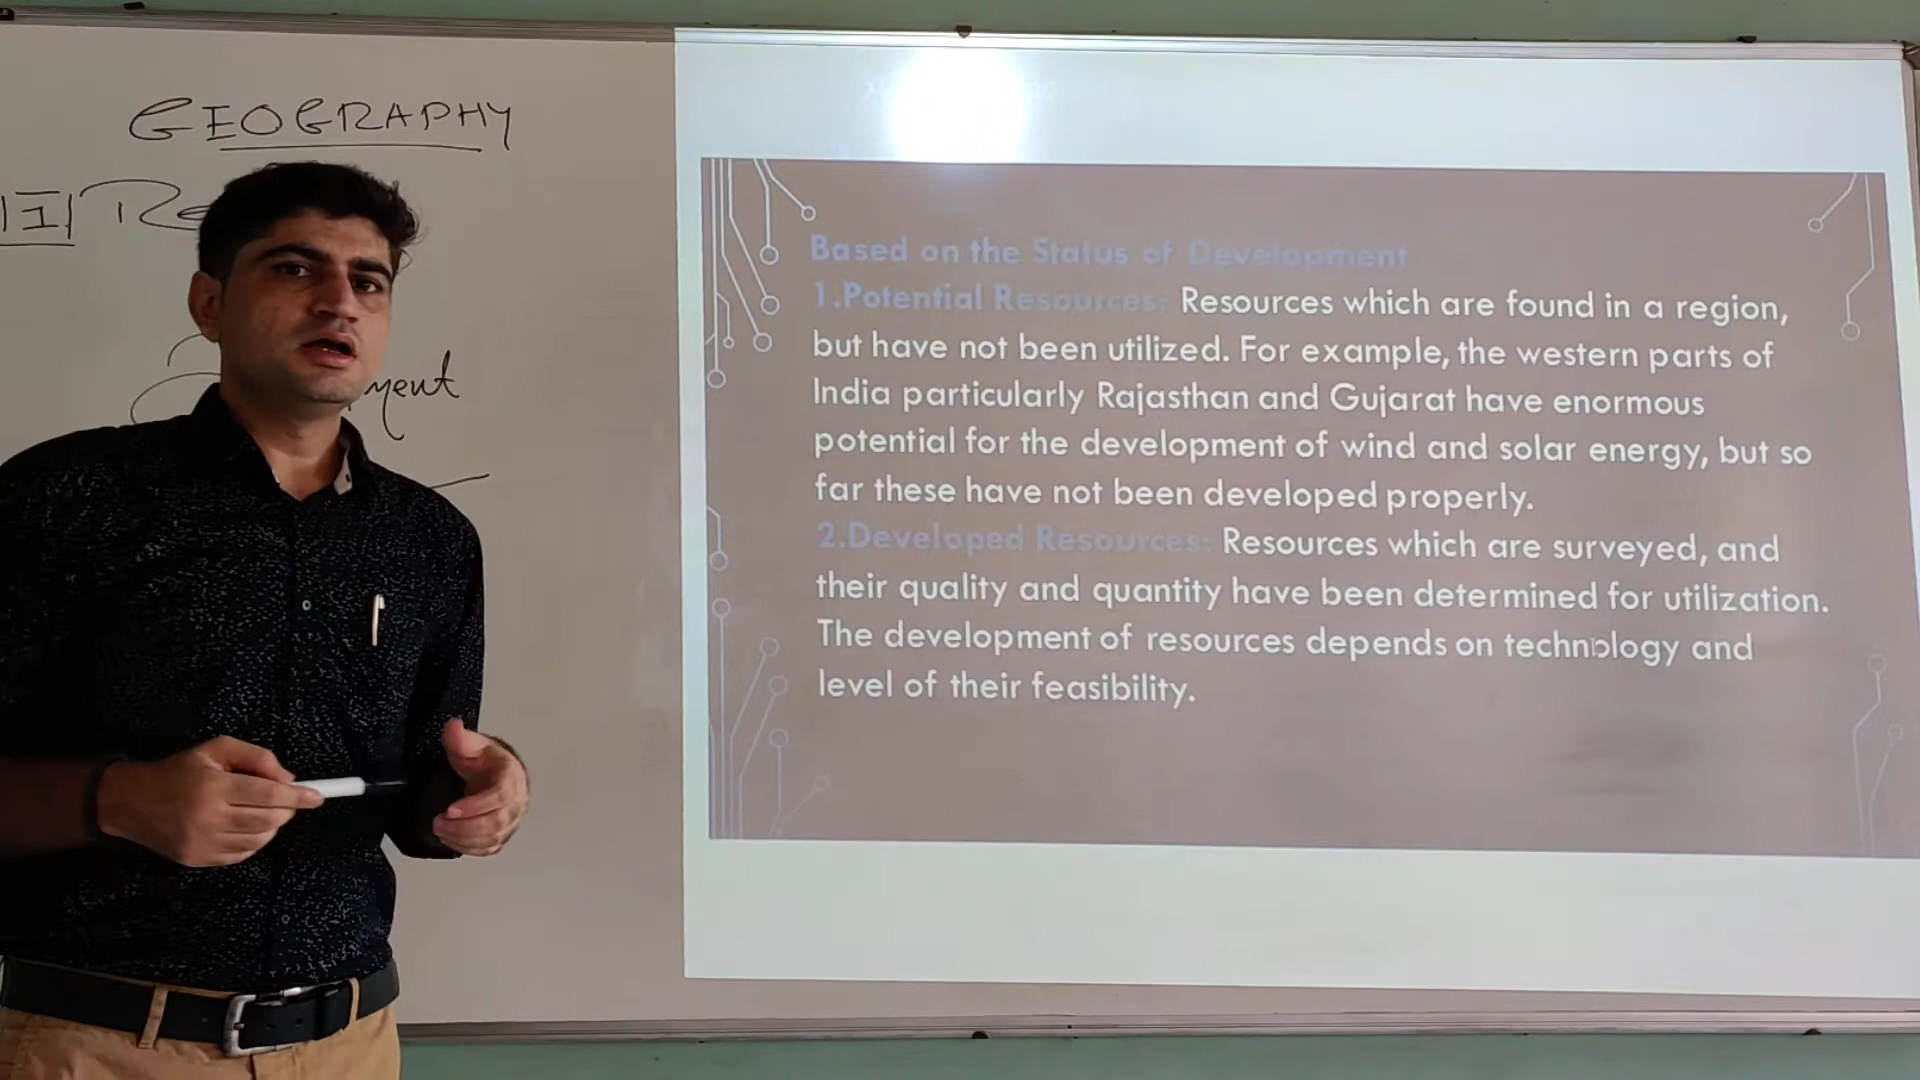 GEOGRAPHY
Based on the Status of Development
1.Potential Resources: Resources which are found in a region,
but have not been utilized. For example, the western parts of
India particularly Rajasthan and Gujarat have enormous
potential for the development of wind and solar energy, but so
far these have not been developed properly.
2.Developed Resources: Resources which are surveyed, and
their quality and quantity have been determined for utilization.
The development of resources depends on technology and
level of their feasibility.